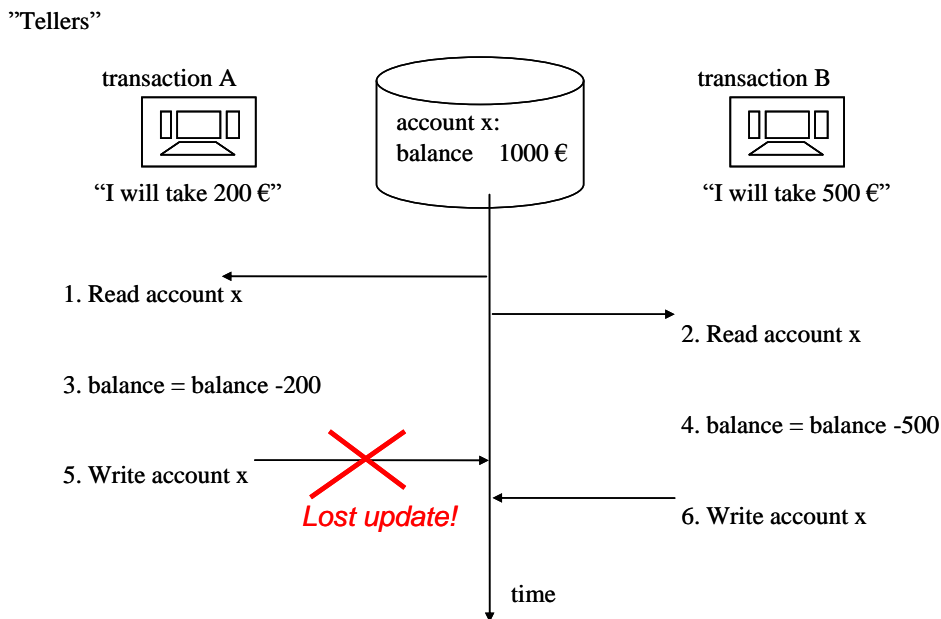 ”Tellers”
transaction A
transaction B
account x:
balance 1000 €
“I will take 200 €”
“I will take 500 €”
1. Read account x
2. Read account x
3. balance = balance -200
4. balance = balance -500
5. Write account x
Lost update!
6. Write account x
time